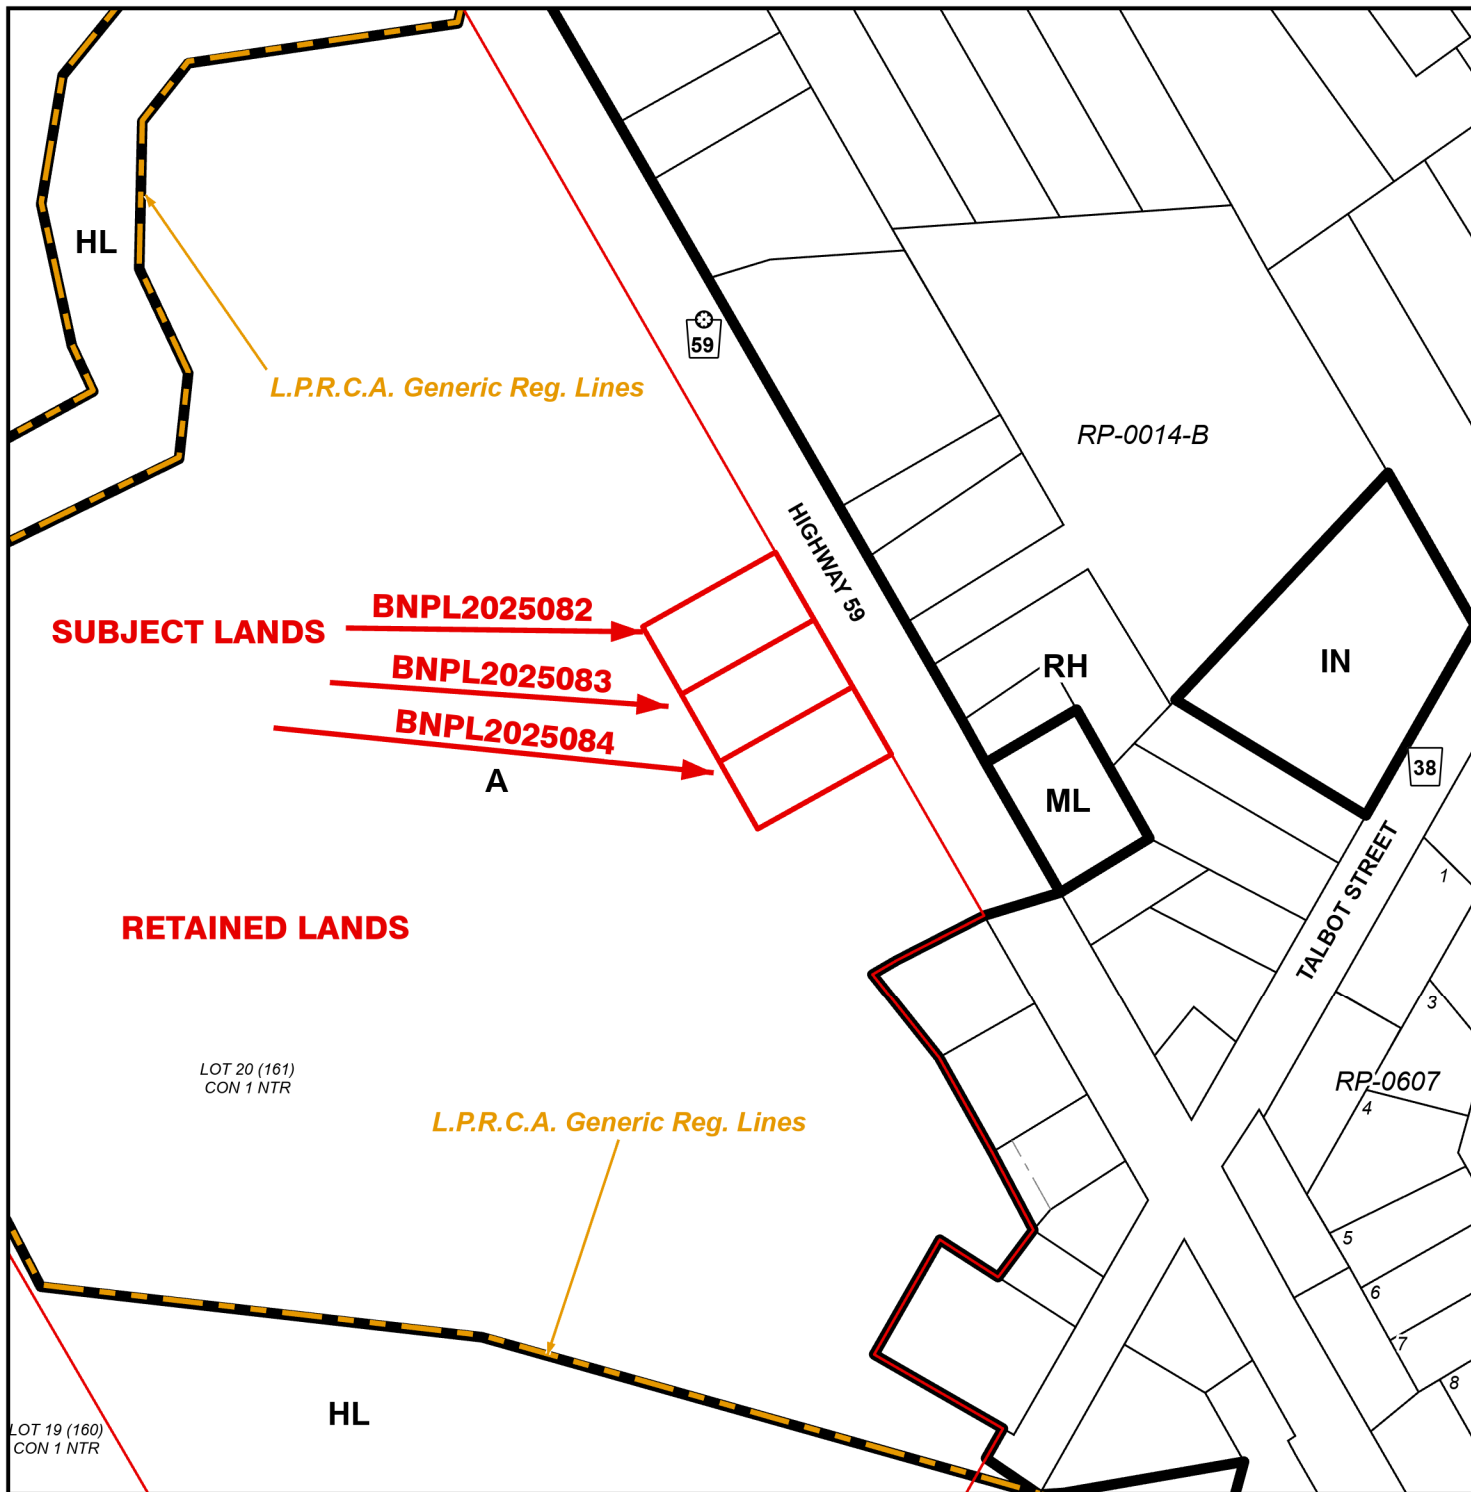 HL
59
L.P.R.C.A. Generic Reg. Lines
RP-0014-B
HIGHWAY 59
BNPL2025082
SUBJECT LANDS
BNPL2025083
BNPL2025084
A
RH
IN
ML
38
TALBOT STREET
1
RETAINED LANDS
3
LOT 20 (161)
CON 1 NTR
RP-0607
4
L.P.R.C.A. Generic Reg. Lines
5
6
7
8
HL
LOT 19 (160)
CON 1 NTR